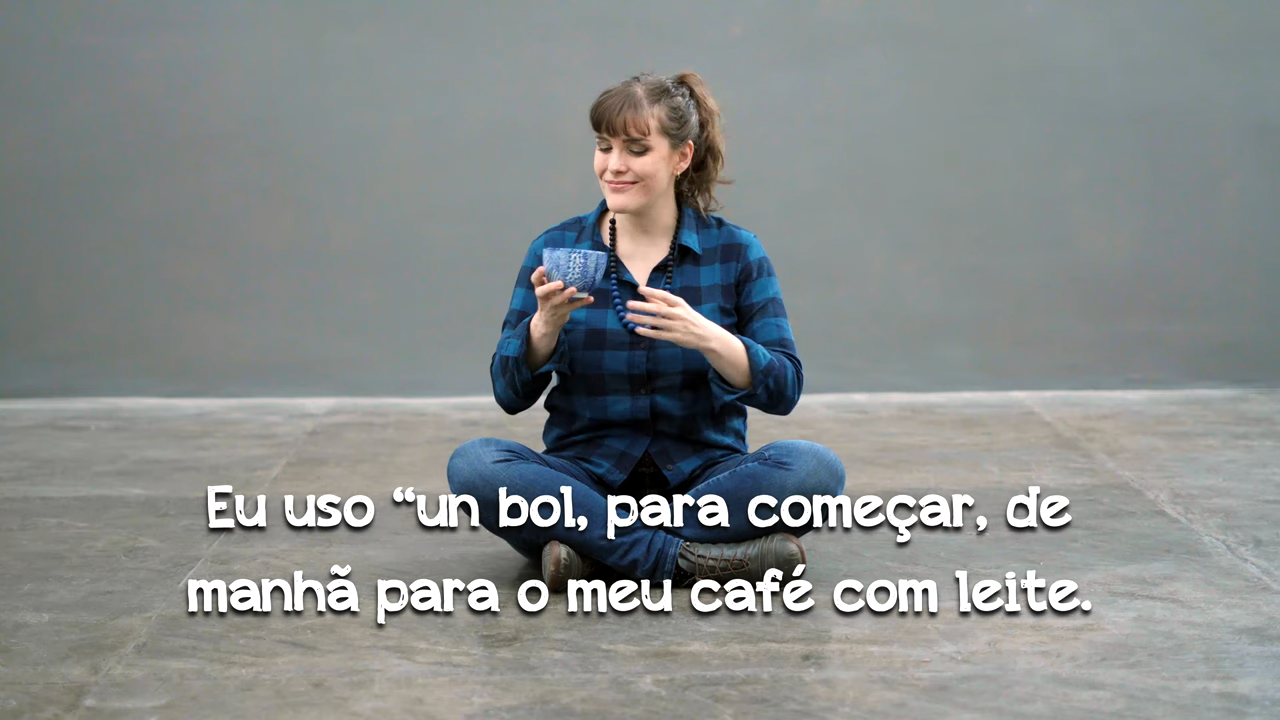 Eu uso “un bol, para começar, de
manhã para o meu café com leite.